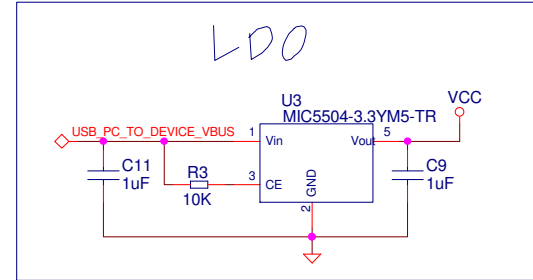 LDO
U3
MIC5504-3.3YM5-TR
VCC
USB_PC_TO_DEVICE_VBUS
1
Vin
Vout
5
C11
1uF
R3
10K
3
CE
GND
2
C9
1uF